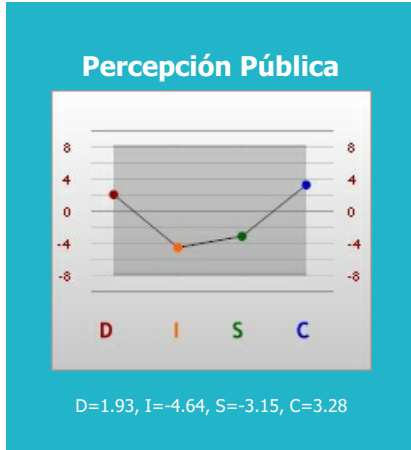 Percepción Pública
8 8
4 4
0 0
-4 -4
-8 -8
D I S C
D=1.93, I=-4.64, S=-3.15, C=3.28